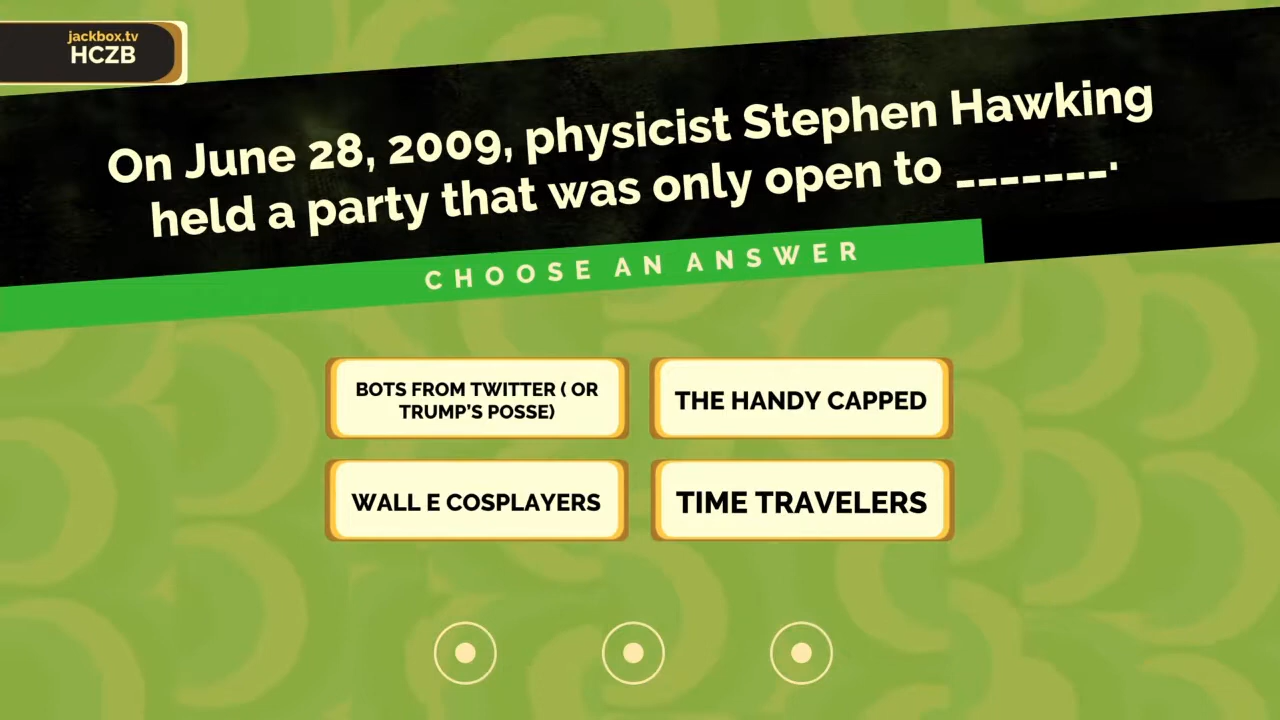 jackbox.tv
HCZB
On June 28, 2009, physicist Stephen Hawking
held a party that was only open to _______.
CHOOSE AN ANSWER
BOTS FROM TWITTER ( OR
TRUMP'S POSSE)
THE HANDY CAPPED
WALL E COSPLAYERS
TIME TRAVELERS